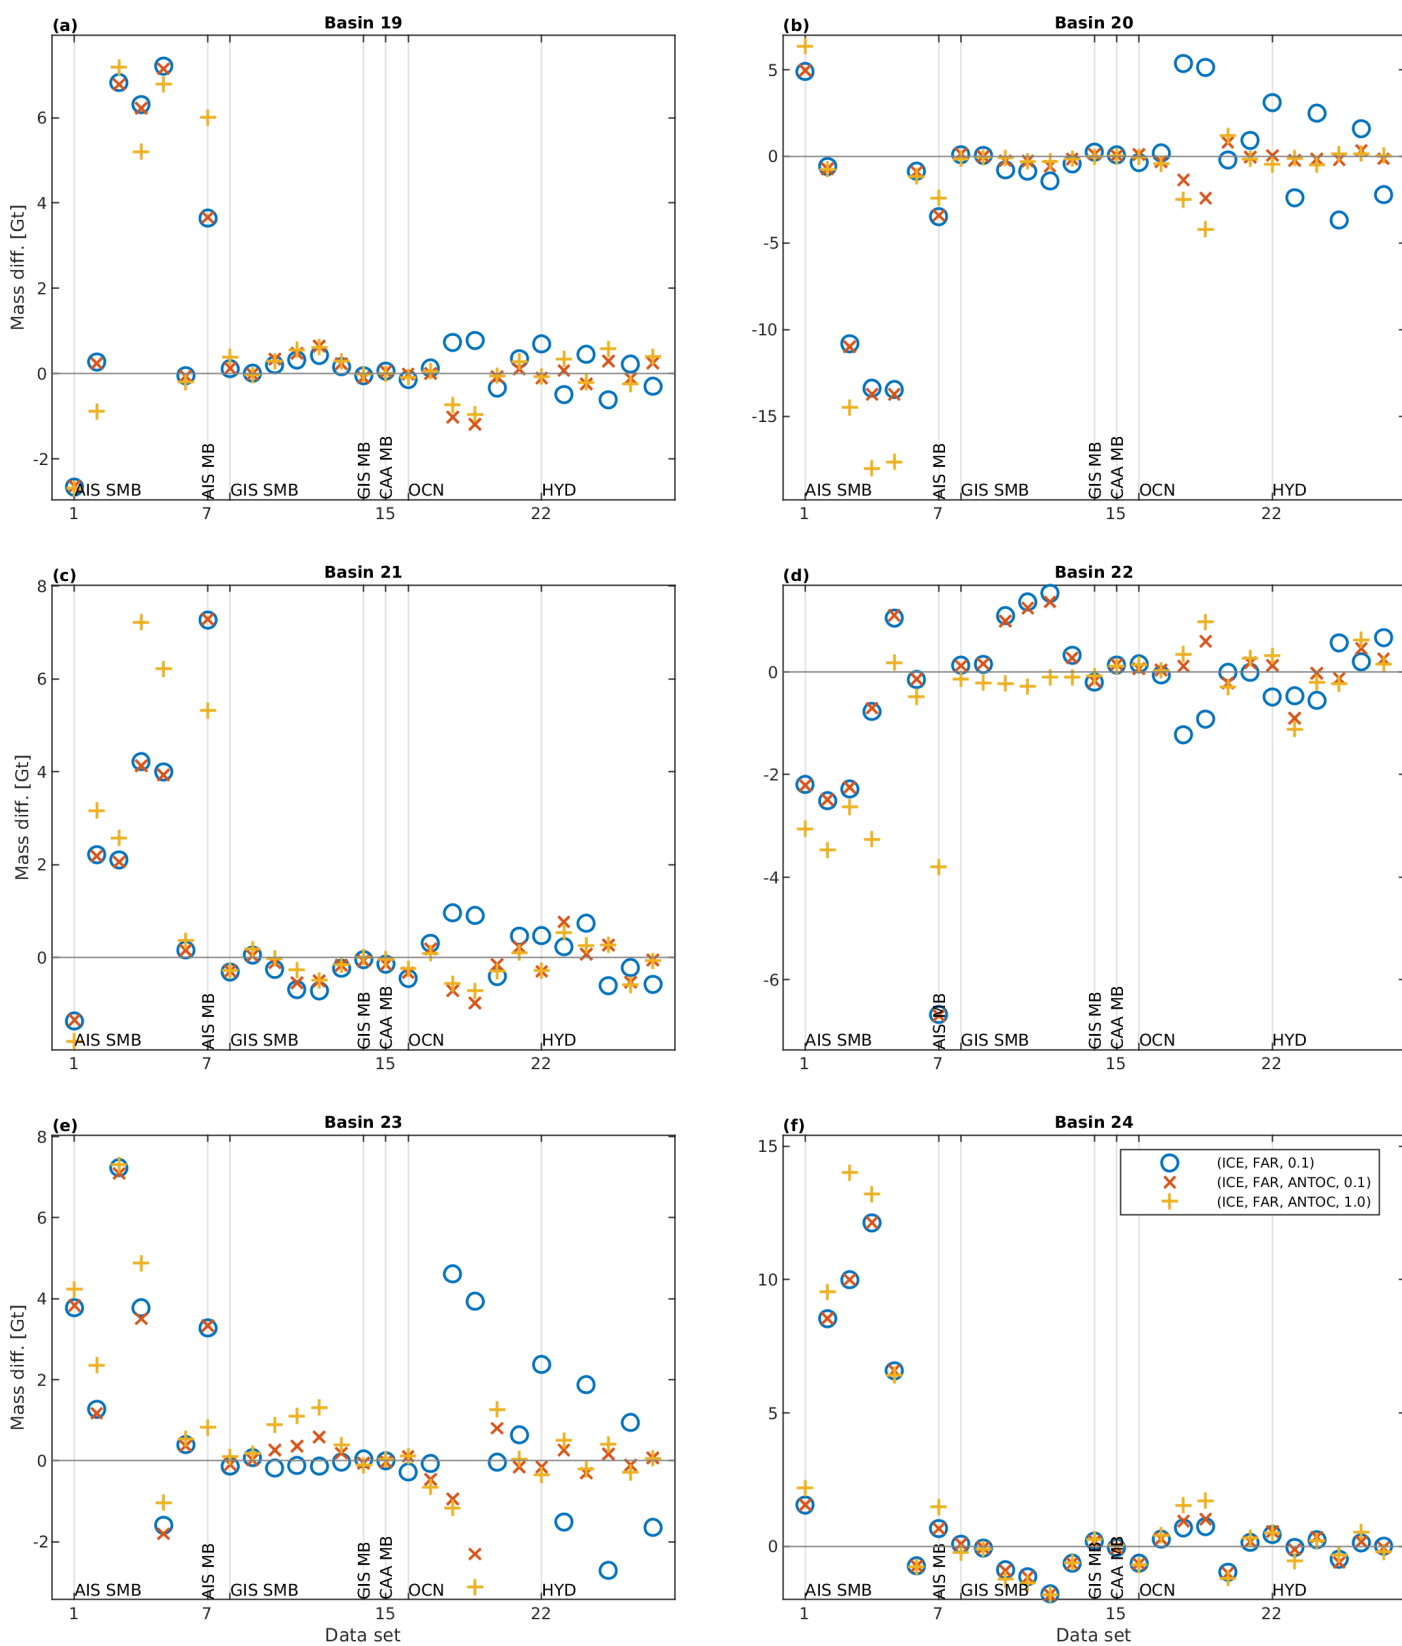 (a) Basin 19
Mass diff. [Gt]
6
4
2
0
-2
AIS SMB AIS MB GIS SMB GIS MB CAA MB OCN HYD
1 7 15 22
(b) Basin 20
5
0
-5
-10
-15
AIS SMB AIS MB GIS SMB GIS MB CAA MB OCN HYD
1 7 15 22
(c) Basin 21
Mass diff. [Gt]
8
6
4
2
0
AIS SMB AIS MB GIS SMB GIS MB CAA MB OCN HYD
1 7 15 22
(d) Basin 22
0
-2
-4
-6
AIS SMB AIS MB GIS SMB GIS MB CAA MB OCN HYD
1 7 15 22
(e) Basin 23
Mass diff. [Gt]
8
6
4
2
0
-2
AIS SMB AIS MB GIS SMB GIS MB CAA MB OCN HYD
1 7 15 22
Data set
(f) Basin 24
15
10
5
0
(ICE, FAR, 0.1)
(ICE, FAR, ANTOC, 0.1)
(ICE, FAR, ANTOC, 1.0)
AIS SMB AIS MB GIS SMB GIS MB CAA MB OCN HYD
1 7 15 22
Data set